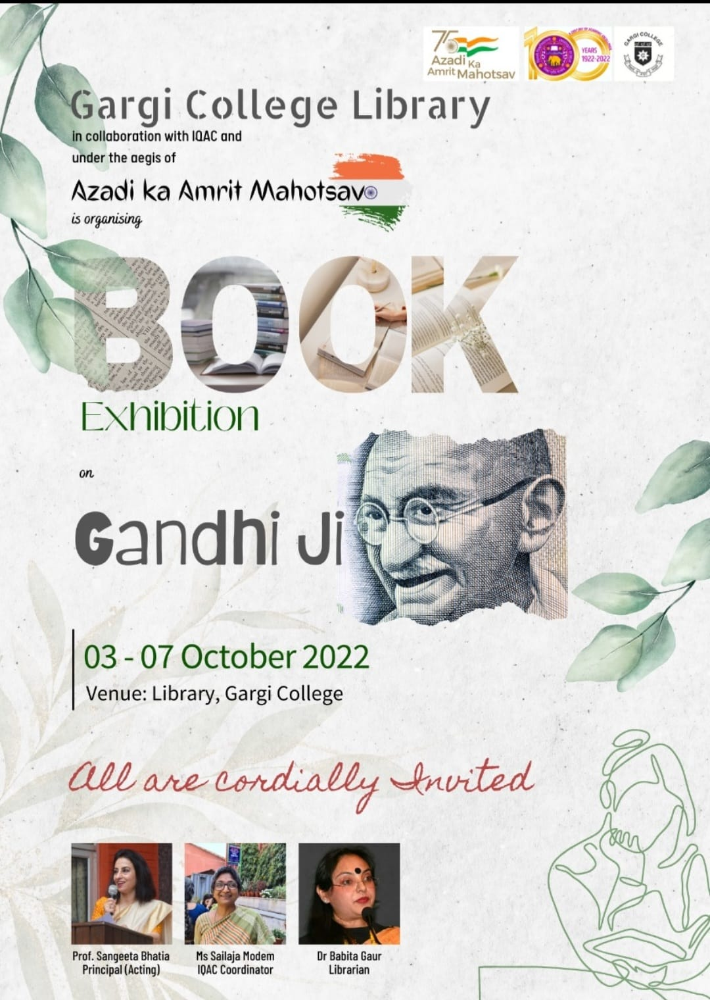 75
Azadi Ka
Amrit Mahotsav
100
YEARS
1922-2022
GARGI COLLEGE
Gargi College Library
in collaboration with IQAC and
under the aegis of
Azadi ka Amrit Mahotsav
is organising
BOOK
Exhibition
on
Gandhi Ji
03 - 07 October 2022
Venue: Library, Gargi College
All are cordially Invited
Prof. Sangeeta Bhatia
Principal (Acting)
Ms Sailaja Modem
IQAC Coordinator
Dr Babita Gaur
Librarian